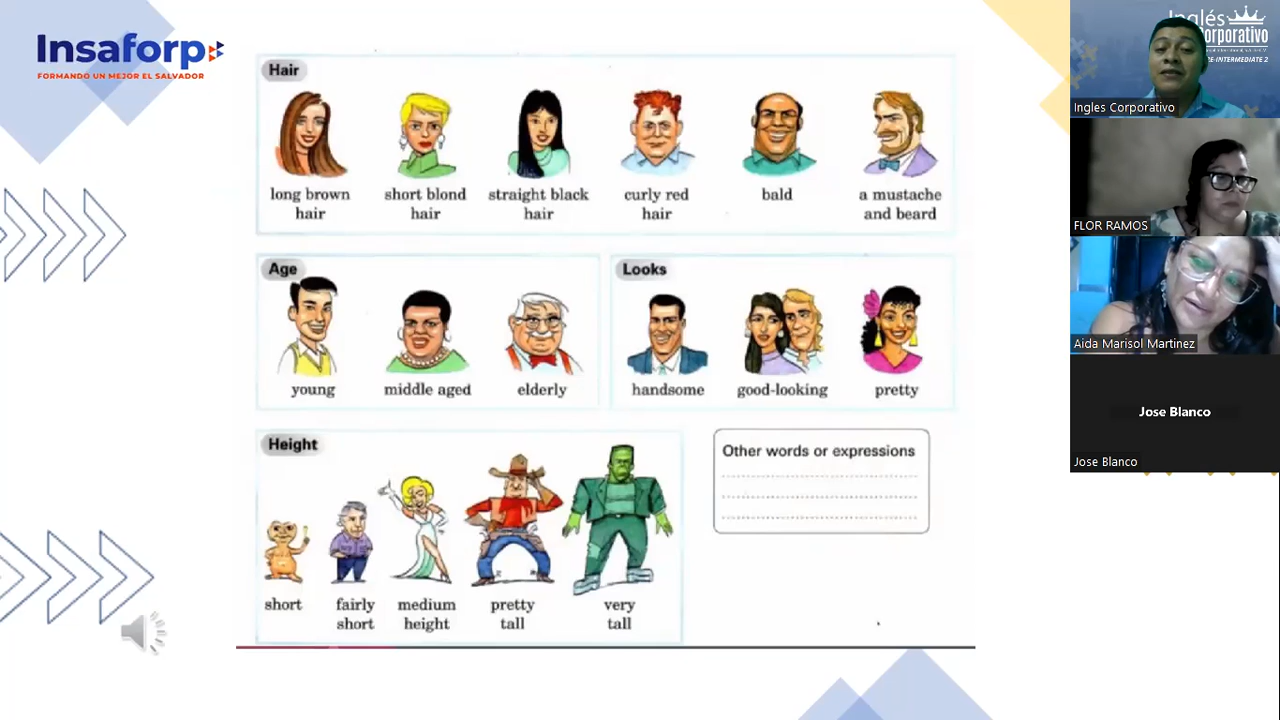 Insaforp
FORMANDO UN MEJOR EL SALVADOR
Hair
long brown
hair
short blond
hair
straight black
hair
curly red
hair
bald
a mustache
and beard
Age
young
middle aged
elderly
Looks
handsome
good-looking
pretty
Height
short
fairly
short
medium
height
pretty
tall
very
tall
Other words or expressions
Inglés
Corporativo
Ingles Corporativo
FLOR RAMOS
Aida Marisol Martinez
Jose Blanco
Jose Blanco